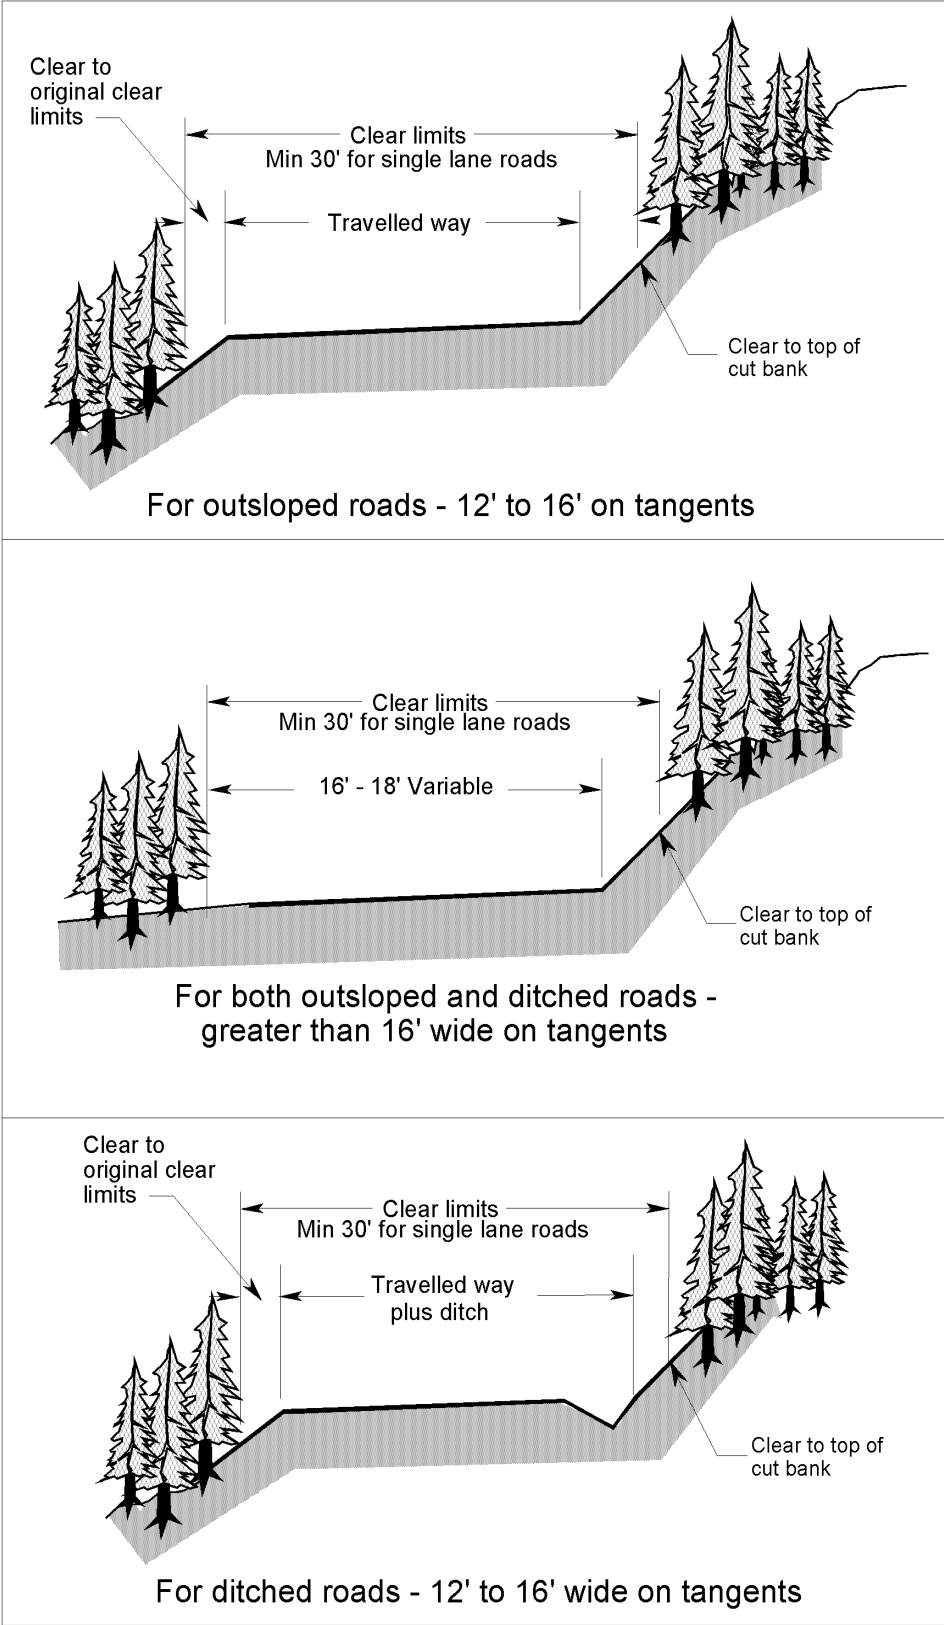 Clear to
original clear
limits
Clear limits
Min 30' for single lane roads
Travelled way
Clear to top of
cut bank
For outsloped roads - 12' to 16' on tangents
Clear limits
Min 30' for single lane roads
16' - 18' Variable
Clear to top of
cut bank
For both outsloped and ditched roads -
greater than 16' wide on tangents
Clear to
original clear
limits
Clear limits
Min 30' for single lane roads
Travelled way
plus ditch
Clear to top of
cut bank
For ditched roads - 12' to 16' wide on tangents